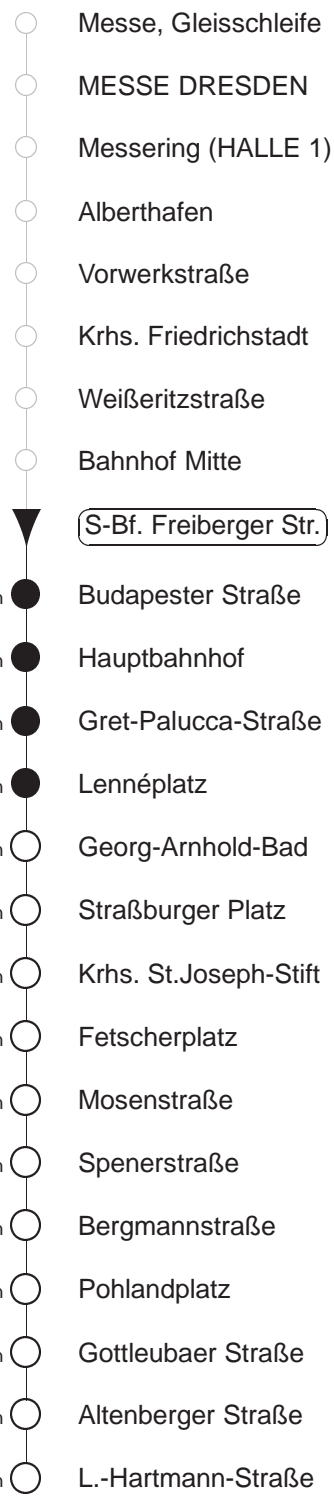 Messe, Gleisschleife
MESSE DRESDEN
Messering (HALLE 1)
Alberthafen
Vorwerkstraße
Krhs. Friedrichstadt
Weißeritzstraße
Bahnhof Mitte
S-Bf. Freiberger Str.
Budapester Straße
Hauptbahnhof
Gret-Palucca-Straße
Lennéplatz
Georg-Arnhold-Bad
Straßburger Platz
Krhs. St.Joseph-Stift
Fetscherplatz
Mosenstraße
Spenerstraße
Bergmannstraße
Pohlandplatz
Gottleubaer Straße
Altenberger Straße
L.-Hartmann-Straße